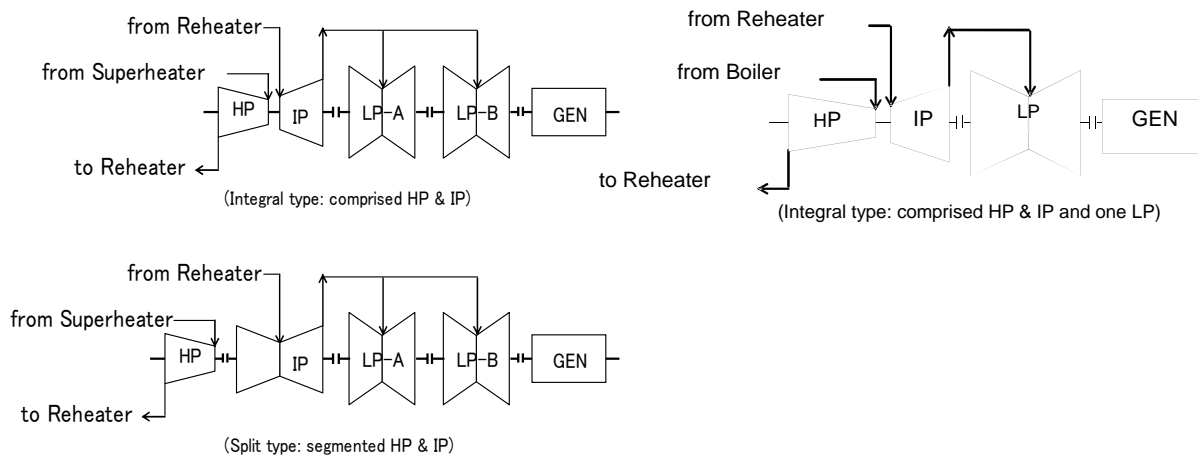 from Reheater
from Superheater
HP
IP
LP-A
LP-B
GEN
to Reheater
(Integral type: comprised HP & IP)
from Reheater
from Boiler
HP
IP
LP
GEN
to Reheater
(Integral type: comprised HP & IP and one LP)
from Reheater
from Superheater
HP
IP
LP-A
LP-B
GEN
to Reheater
(Split type: segmented HP & IP)